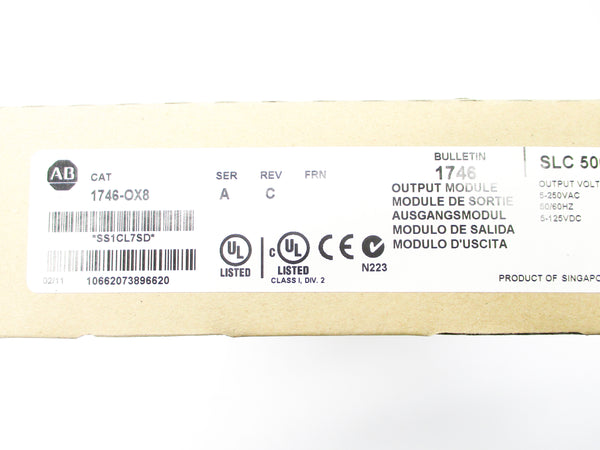 AB
CAT
1746-OX8
SER
A
REV
C
FRN
*SS1CL7SD*
02/11 10662073896620
UL
LISTED
c UL
LISTED
CLASS I, DIV. 2
CE
N223
BULLETIN
1746
OUTPUT MODULE
MODULE DE SORTIE
AUSGANGSMODUL
MODULO DE SALIDA
MODULO D'USCITA
SLC 50
OUTPUT VOLT
5-250VAC
50/60HZ
5-125VDC
PRODUCT OF SINGAPO